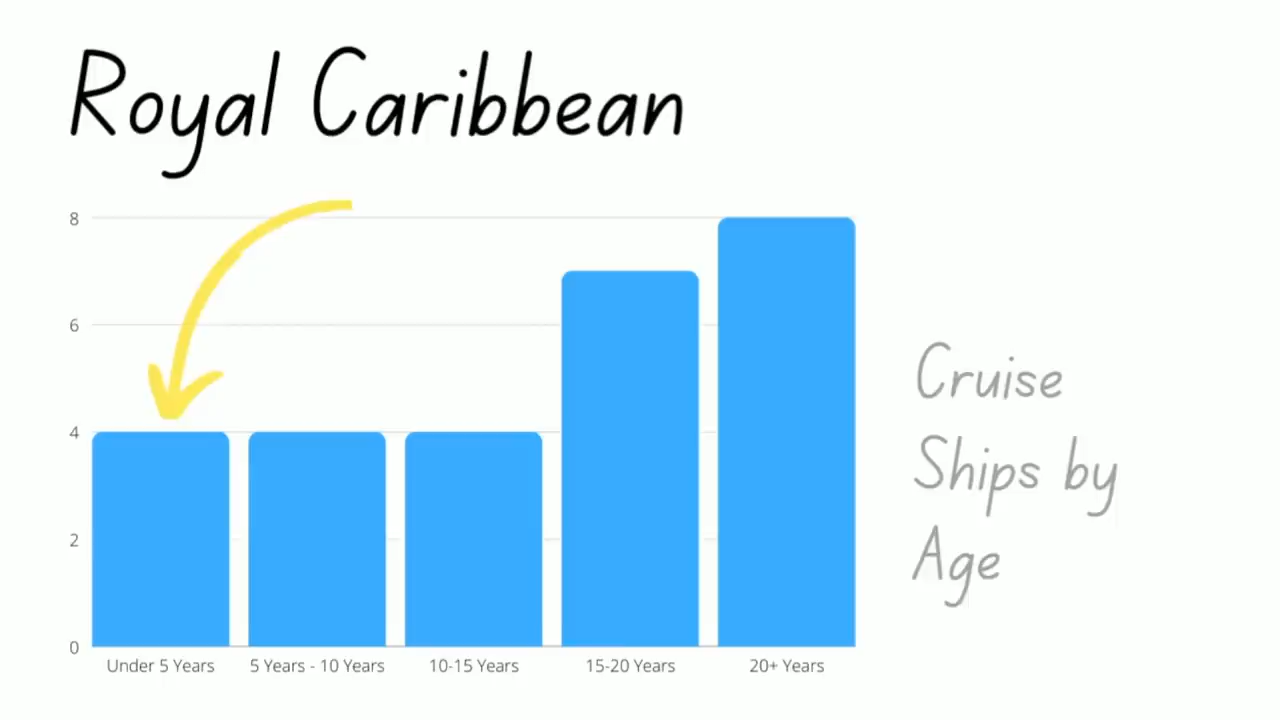 Royal Caribbean
8
6
4
2
0
Under 5 Years
5 Years - 10 Years
10-15 Years
15-20 Years
20+ Years
Cruise
Ships by
Age